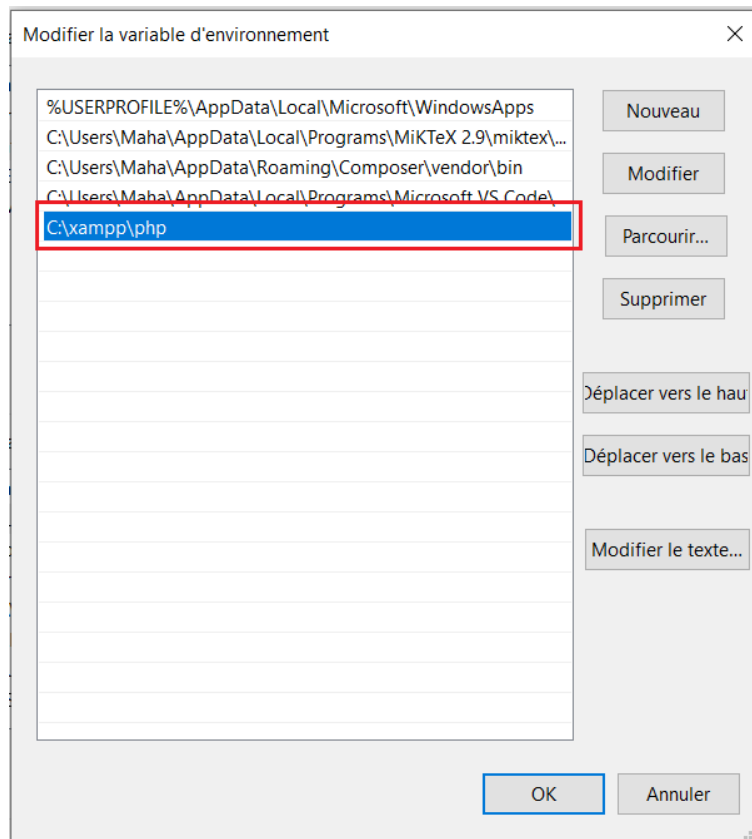 Modifier la variable d'environnement
%USERPROFILE%\AppData\Local\Microsoft\WindowsApps
C:\Users\Maha\AppData\Local\Programs\MiKTeX 2.9\miktex\...
C:\Users\Maha\AppData\Roaming\Composer\vendor\bin
C:\Users\Maha\AppData\Local\Programs\Microsoft VS Code\...
C:\xampp\php
Nouveau
Modifier
Parcourir...
Supprimer
Déplacer vers le hau
Déplacer vers le bas
Modifier le texte...
OK
Annuler